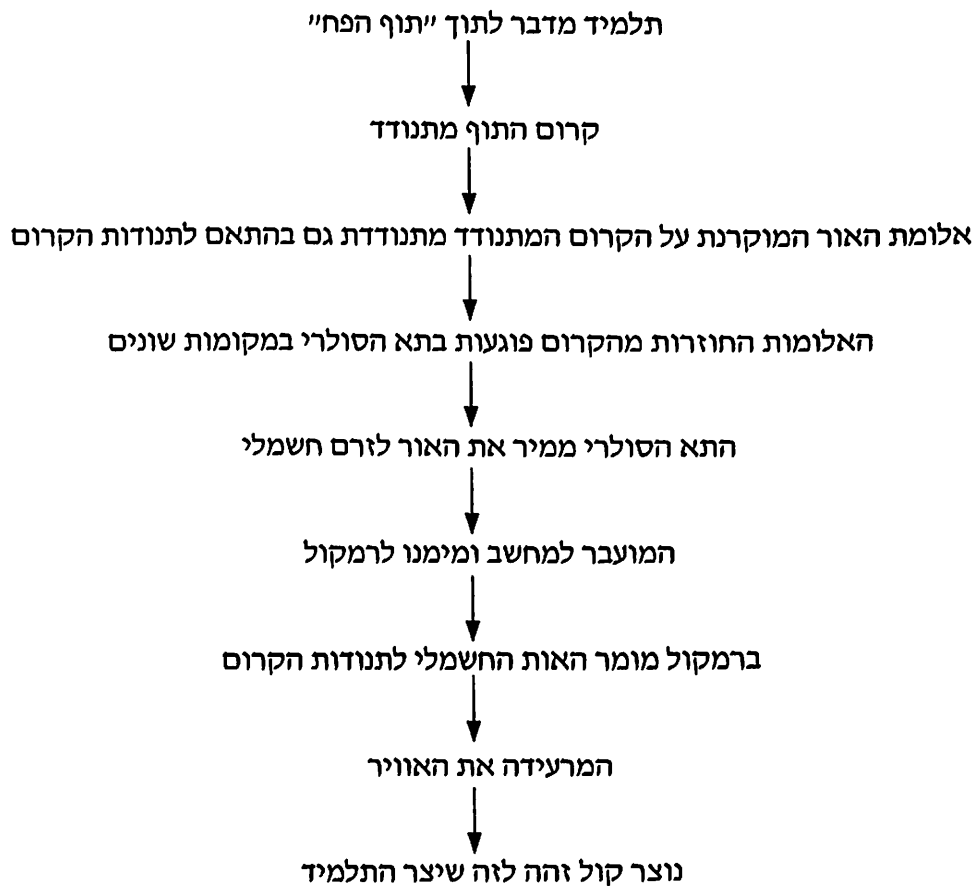 תלמיד מדבר לתוך "תוף הפח"
קרום התוף מתנודד
אלומת האור המוקרנת על הקרום המתנודד מתנודדת גם בהתאם לתנודות הקרום
האלומות החוזרות מהקרום פוגעות בתא הסולרי במקומות שונים
התא הסולרי ממיר את האור לזרם חשמלי
המועבר למחשב ומימנו לרמקול
ברמקול מומר האות החשמלי לתנודות הקרום
המרעידה את האוויר
נוצר קול זהה לזה שיצר התלמיד